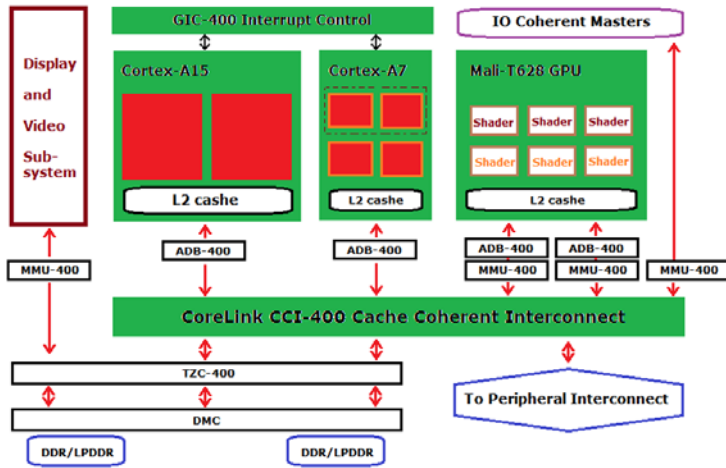 GIC-400 Interrupt Control
IO Coherent Masters
Display
and
Video
Sub-
system
Cortex-A15
Cortex-A7
Mali-T628 GPU
Shader Shader Shader
Shader Shader Shader
L2 cashe
L2 cashe
L2 cashe
MMU-400
ADB-400
ADB-400
ADB-400
MMU-400
ADB-400
MMU-400
MMU-400
CoreLink CCI-400 Cache Coherent Interconnect
TZC-400
DMC
To Peripheral Interconnect
DDR/LPDDR
DDR/LPDDR